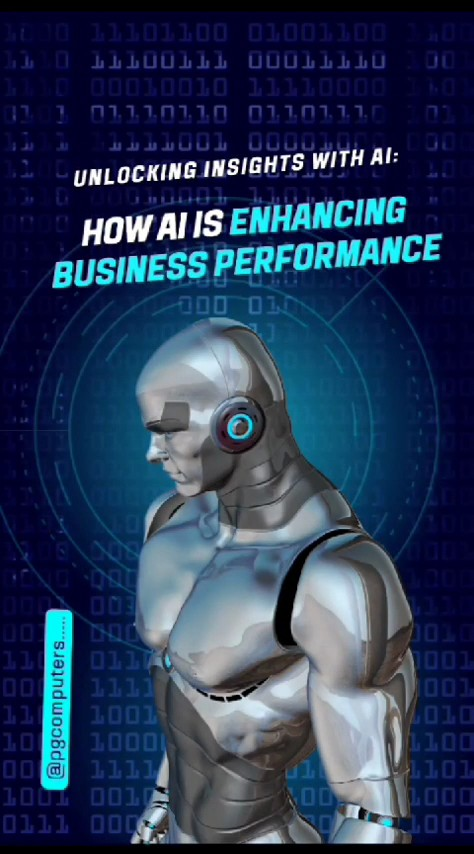 UNLOCKING INSIGHTS WITH AI:
HOW AI IS ENHANCING
BUSINESS PERFORMANCE
@pgcomputers.....